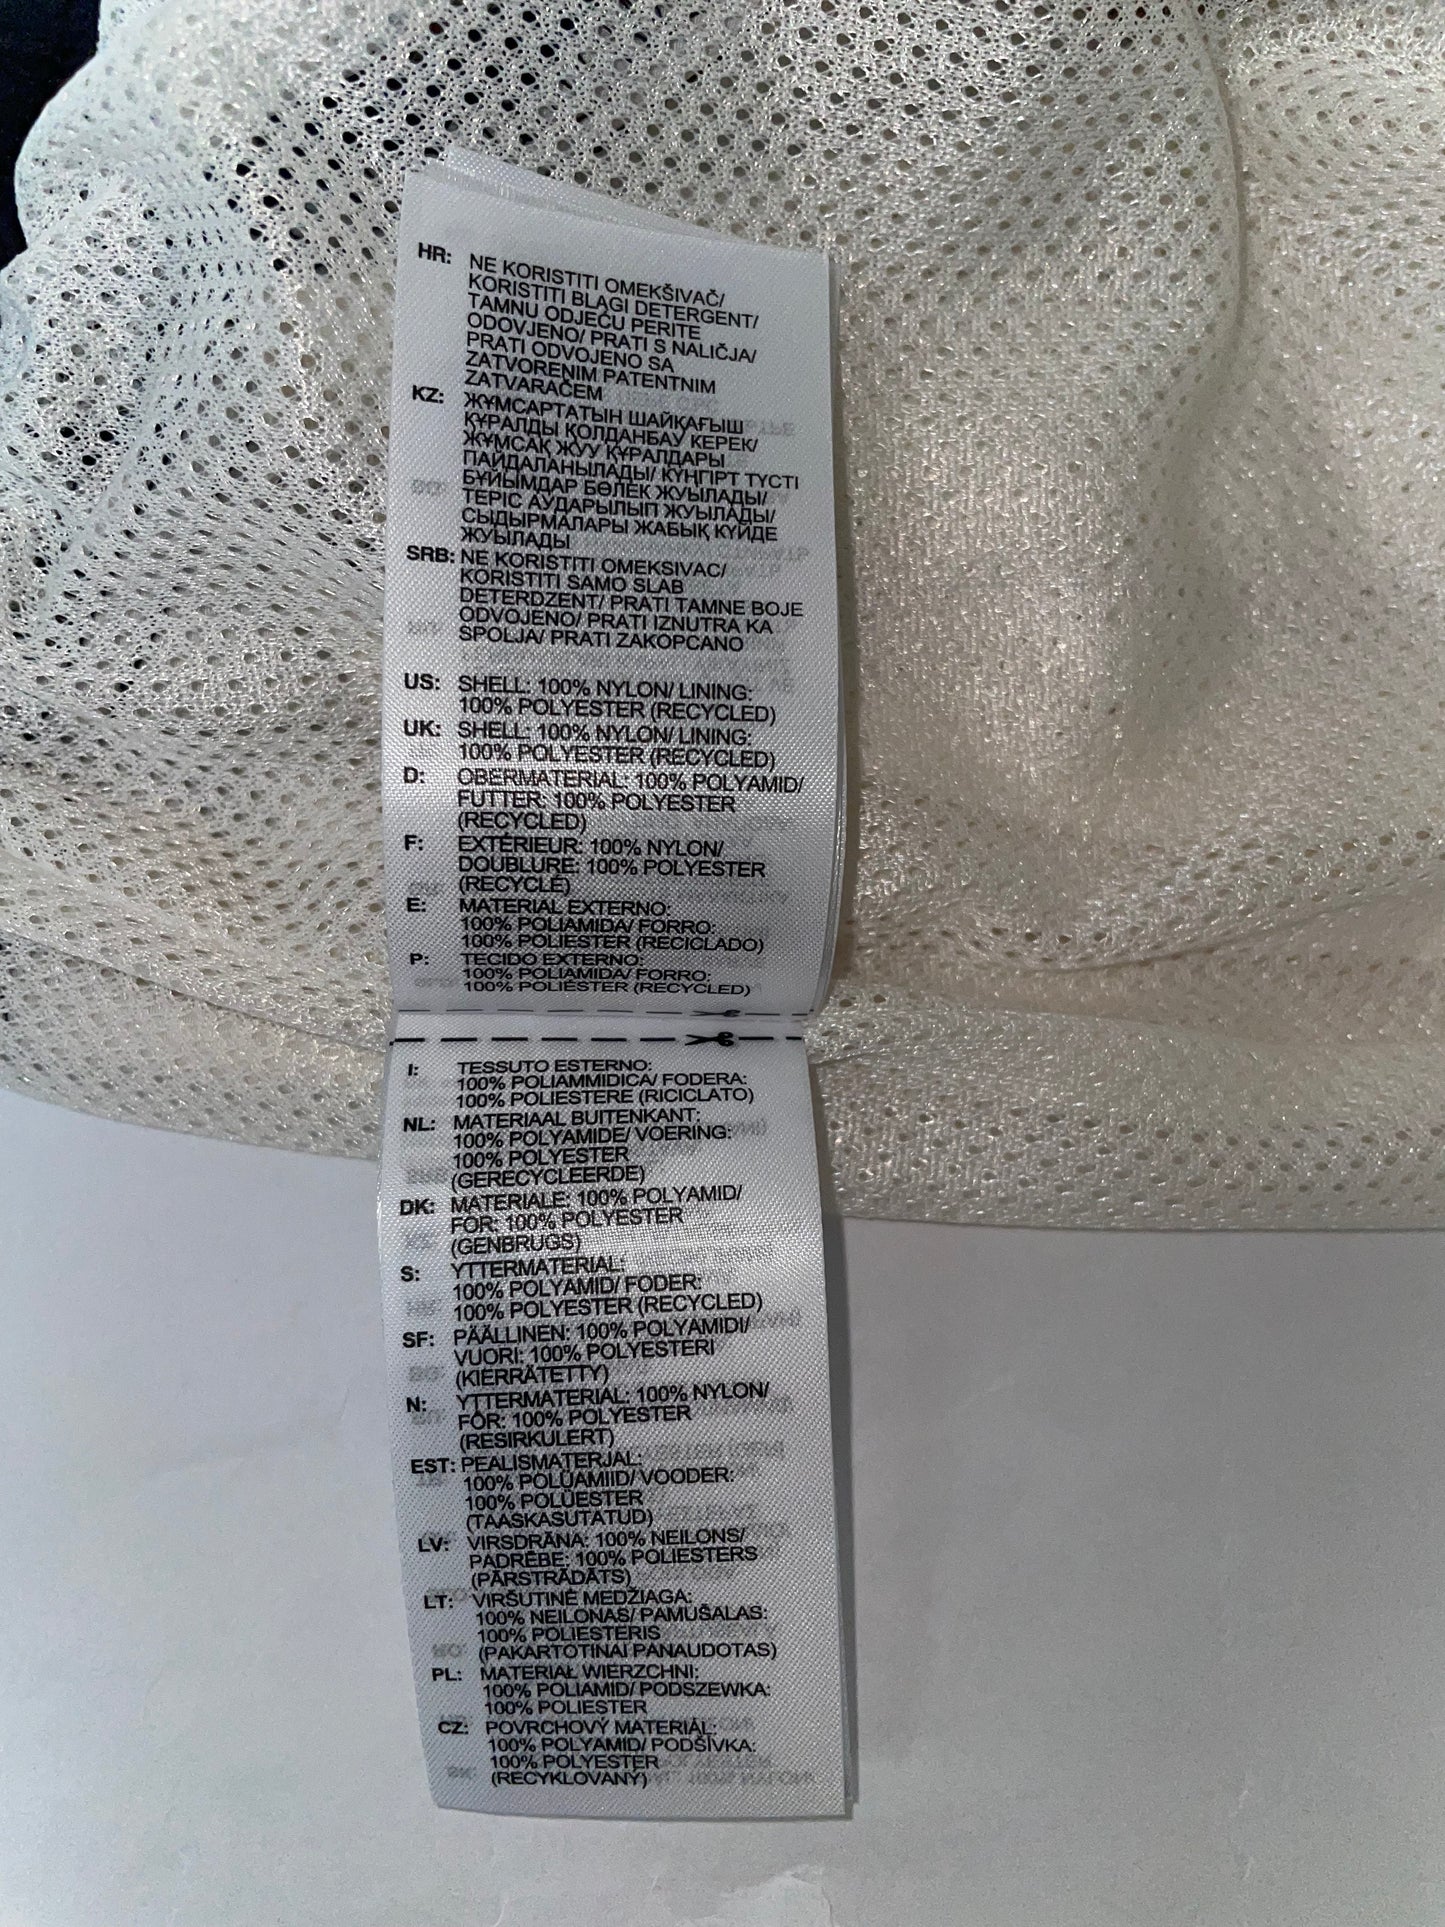 HR: NE KORISTITI OMEKŠIVAČ/
KORISTITI BLAGI DETERGENT/
TAMNU ODJEĆU PERITE
ODOVJENO/ PRATI S NALIČJA/
PRATI ODVOJENO SA
ZATVORENIM PATENTNIM
ZATVARAČEM
KZ: ЖҰМСАРТАТЫН ШАЙҚАҒЫШ
ҚҰРАЛДЫ ҚОЛДАНБАУ КЕРЕК/
ЖҰМСАҚ ЖУУ ҚҰРАЛДАРЫ
ПАЙДАЛАНЫЛАДЫ/ КҮҢГІРТ ТҮСТІ
БҰЙЫМДАР БӨЛЕК ЖУЫЛАДЫ/
ТЕРІС АУДАРЫЛЫП ЖУЫЛАДЫ/
СЫДЫРМАЛАРЫ ЖАБЫҚ КҮЙДЕ
ЖУЫЛАДЫ
SRB: NE KORISTITI OMEKSIVAC/
KORISTITI SAMO SLAB
DETERDZENT/ PRATI TAMNE BOJE
ODVOJENO/ PRATI IZNUTRA KA
SPOLJA/ PRATI ZAKOPCANO
US: SHELL: 100% NYLON/ LINING:
100% POLYESTER (RECYCLED)
UK: SHELL: 100% NYLON/ LINING:
100% POLYESTER (RECYCLED)
D: OBERMATERIAL: 100% POLYAMID/
FUTTER: 100% POLYESTER
(RECYCLED)
F: EXTÉRIEUR: 100% NYLON/
DOUBLURE: 100% POLYESTER
(RECYCLÉ)
E: MATERIAL EXTERNO:
100% POLIAMIDA/ FORRO:
100% POLIESTER (RECICLADO)
P: TECIDO EXTERNO:
100% POLIAMIDA/ FORRO:
100% POLIÉSTER (RECYCLED)
I: TESSUTO ESTERNO:
100% POLIAMMIDICA/ FODERA:
100% POLIESTERE (RICICLATO)
NL: MATERIAAL BUITENKANT:
100% POLYAMIDE/ VOERING:
100% POLYESTER
(GERECYCLEERDE)
DK: MATERIALE: 100% POLYAMID/
FOR: 100% POLYESTER
(GENBRUGS)
S: YTTERMATERIAL:
100% POLYAMID/ FODER:
100% POLYESTER (RECYCLED)
SF: PÄÄLLINEN: 100% POLYAMIDI/
VUORI: 100% POLYESTERI
(KIERRÄTETTY)
N: YTTERMATERIAL: 100% NYLON/
FÔR: 100% POLYESTER
(RESIRKULERT)
EST: PEALISMATERJAL:
100% POLÜAMIID/ VOODER:
100% POLÜESTER
(TAASKASUTATUD)
LV: VIRSDRĀNA: 100% NEILONS/
PADRĒBE: 100% POLIESTERS
(PĀRSTRĀDĀTS)
LT: VIRŠUTINĖ MEDŽIAGA:
100% NEILONAS/ PAMUŠALAS:
100% POLIESTERIS
(PAKARTOTINAI PANAUDOTAS)
PL: MATERIAŁ WIERZCHNI:
100% POLIAMID/ PODSZEWKA:
100% POLIESTER
CZ: POVRCHOVÝ MATERIÁL:
100% POLYAMID/ PODŠÍVKA:
100% POLYESTER
(RECYKLOVANÝ)